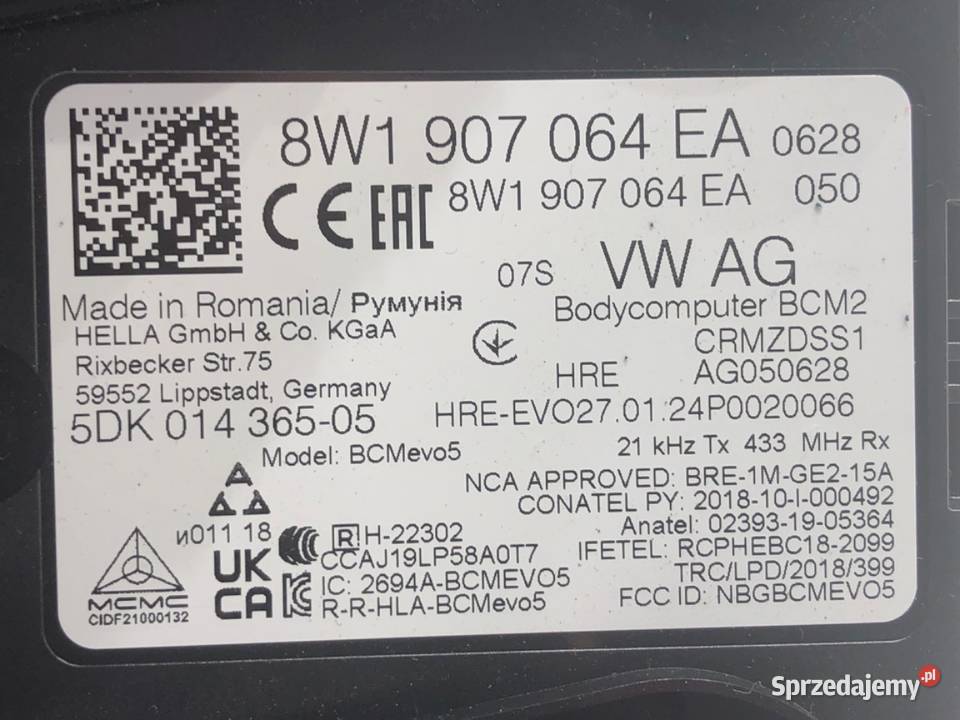 8W1 907 064 EA 0628
8W1 907 064 EA 050
CE EAC
07S VW AG
Made in Romania/ Румунія
Bodycomputer BCM2
HELLA GmbH & Co. KGaA
CRMZDSS1
Rixbecker Str.75
HRE AG050628
59552 Lippstadt, Germany
5DK 014 365-05
HRE-EVO27.01.24P0020066
Model: BCMevo5
21 kHz Tx 433 MHz Rx
NCA APPROVED: BRE-1M-GE2-15A
CONATEL PY: 2018-10-I-000492
Anatel: 02393-19-05364
IFETEL: RCPHEBC18-2099
TRC/LPD/2018/399
FCC ID: NBGBCMEVO5
и011 18
R H-22302
CCAJ19LP58A0T7
IC: 2694A-BCMEVO5
R-R-HLA-BCMevo5
UK
CA
MCMC
CIDF21000132
Sprzedajemy.pl